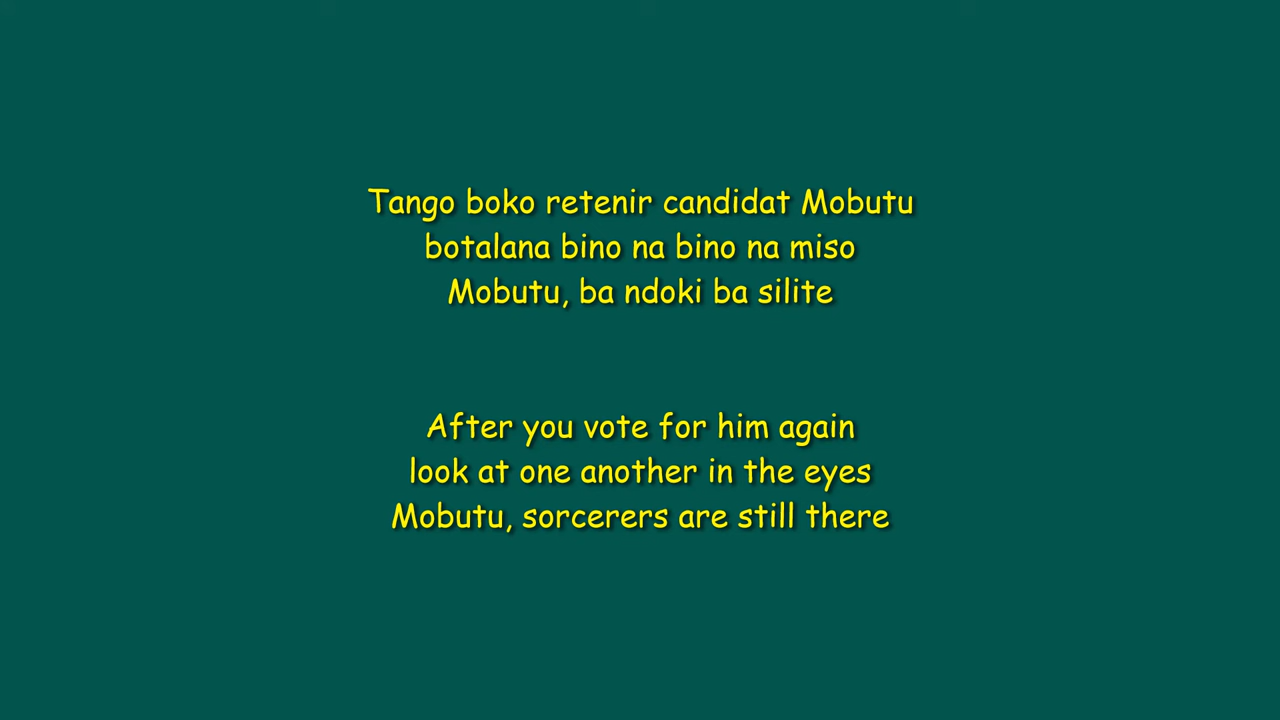 Tango boko retenir candidat Mobutu
botalana bino na bino na miso
Mobutu, ba ndoki ba silite
After you vote for him again
look at one another in the eyes
Mobutu, sorcerers are still there